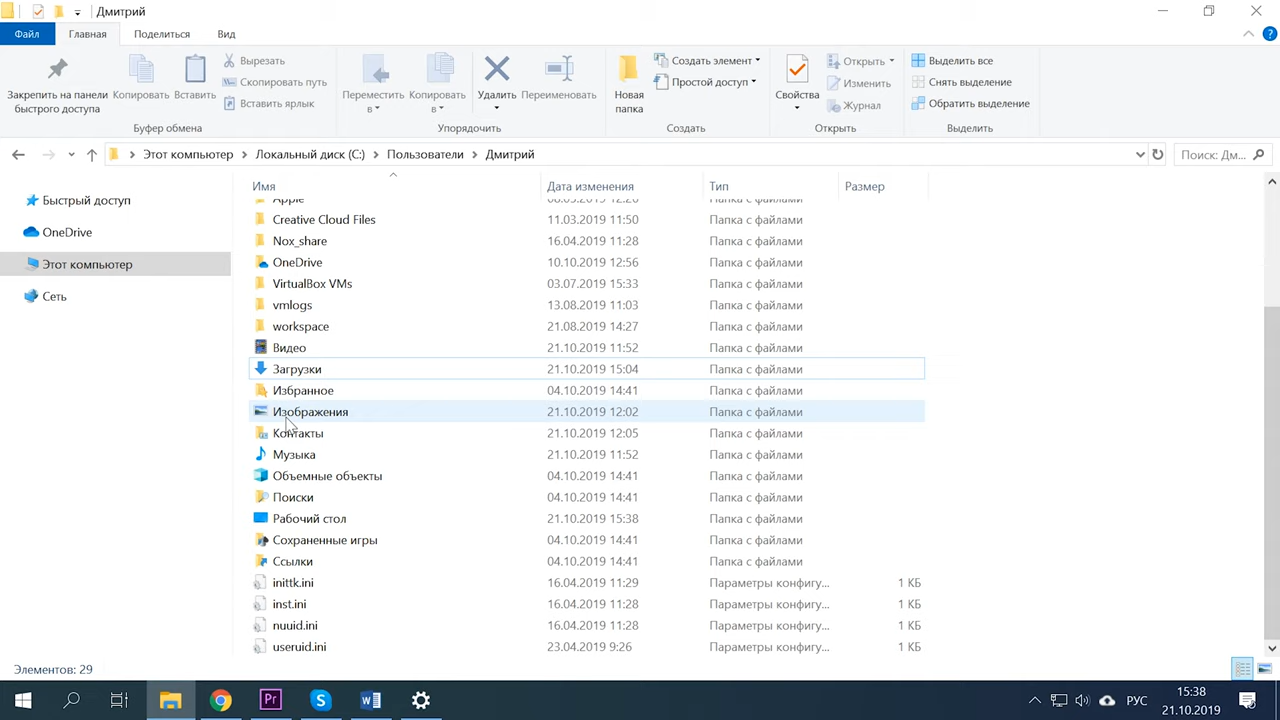 Дмитрий
Файл
Главная
Поделиться
Вид
Закрепить на панели
быстрого доступа
Копировать
Вставить
Вырезать
Скопировать путь
Вставить ярлык
Буфер обмена
Переместить
в
Копировать
в
Удалить
Переименовать
Упорядочить
Новая
папка
Создать элемент
Простой доступ
Создать
Свойства
Открыть
Изменить
Журнал
Открыть
Выделить все
Снять выделение
Обратить выделение
Выделить
Этот компьютер
Локальный диск (C:)
Пользователи
Дмитрий
Поиск: Дм...
Быстрый доступ
OneDrive
Этот компьютер
Сеть
Имя Дата изменения Тип Размер
Apple 08.03.2019 12:26 Папка с файлами
Creative Cloud Files 11.03.2019 11:50 Папка с файлами
Nox_share 16.04.2019 11:28 Папка с файлами
OneDrive 10.10.2019 12:56 Папка с файлами
VirtualBox VMs 03.07.2019 15:33 Папка с файлами
vmlogs 13.08.2019 11:03 Папка с файлами
workspace 21.08.2019 14:27 Папка с файлами
Видео 21.10.2019 11:52 Папка с файлами
Загрузки 21.10.2019 15:04 Папка с файлами
Избранное 04.10.2019 14:41 Папка с файлами
Изображения 21.10.2019 12:02 Папка с файлами
Контакты 21.10.2019 12:05 Папка с файлами
Музыка 21.10.2019 11:52 Папка с файлами
Объемные объекты 04.10.2019 14:41 Папка с файлами
Поиски 04.10.2019 14:41 Папка с файлами
Рабочий стол 21.10.2019 15:38 Папка с файлами
Сохраненные игры 04.10.2019 14:41 Папка с файлами
Ссылки 04.10.2019 14:41 Папка с файлами
inittk.ini 16.04.2019 11:29 Параметры конфигу... 1 КБ
inst.ini 16.04.2019 11:28 Параметры конфигу... 1 КБ
nuuid.ini 16.04.2019 11:28 Параметры конфигу... 1 КБ
useruid.ini 23.04.2019 9:26 Параметры конфигу... 1 КБ
Элементов: 29
Pr
S
W
РУС
15:38
21.10.2019